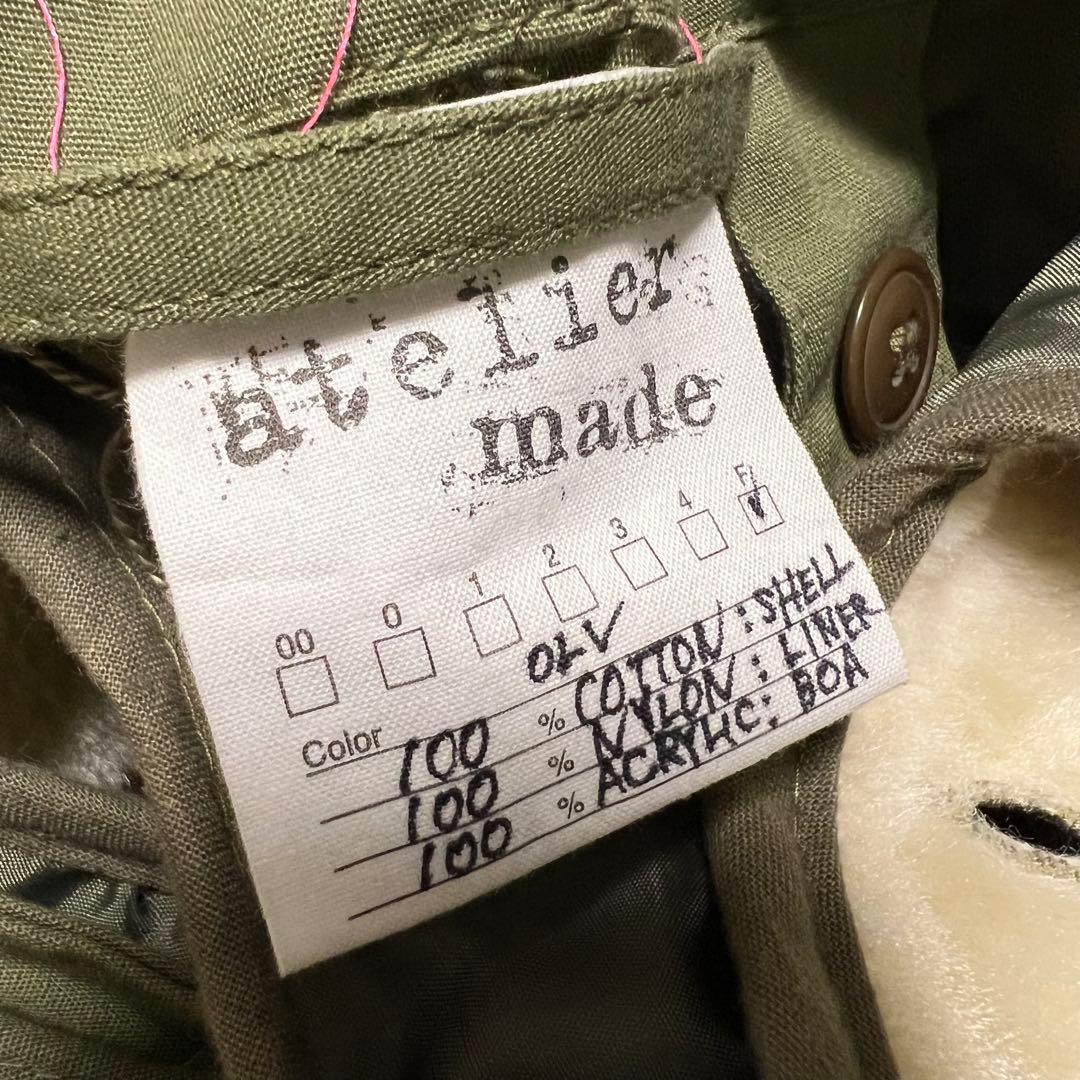 atelier
made
00 0 1 2 3 4 F
Color OLV
100 % COTTON : SHELL
100 % NYLON : LINER
100 % ACRYLIC : BOA